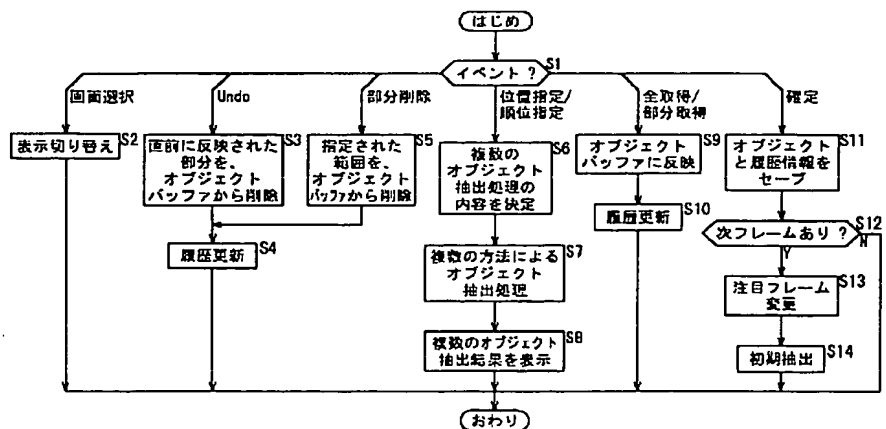 はじめ
イベント?
S1
画面選択
Undo
部分削除
位置指定/
順位指定
全取得/
部分取得
確定
表示切り替え
S2
直前に反映された
部分を、
オブジェクト
バッファから削除
S3
指定された
範囲を、
オブジェクト
バッファから削除
S5
複数の
オブジェクト
抽出処理の
内容を決定
S6
オブジェクト
バッファに反映
S9
オブジェクト
と履歴情報を
セーブ
S11
履歴更新
S4
履歴更新
S10
次フレームあり?
S12
N
Y
複数の方法による
オブジェクト
抽出処理
S7
注目フレーム
変更
S13
複数のオブジェクト
抽出結果を表示
S8
初期抽出
S14
おわり